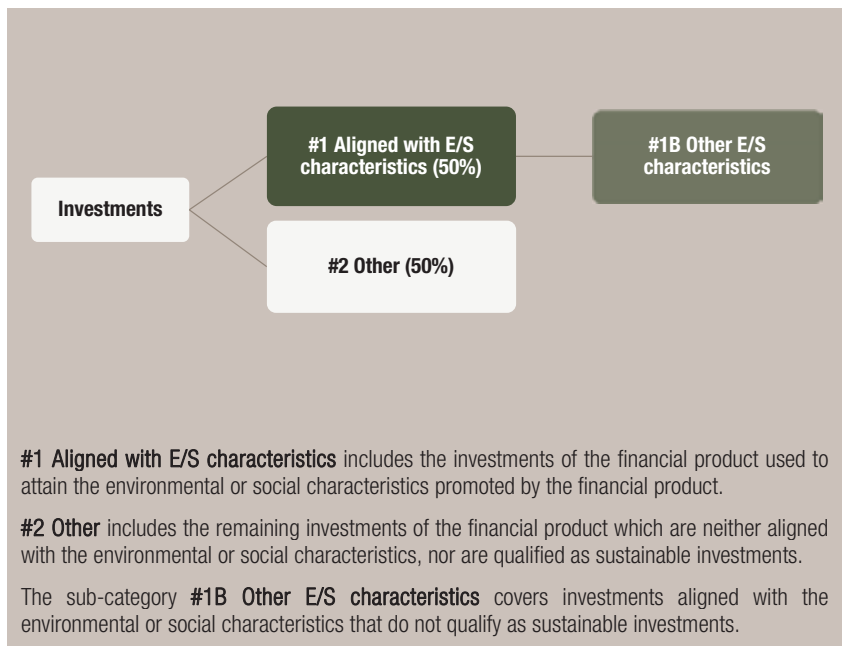 #1 Aligned with E/S
characteristics (50%)
#1B Other E/S
characteristics
Investments
#2 Other (50%)
#1 Aligned with E/S characteristics includes the investments of the financial product used to
attain the environmental or social characteristics promoted by the financial product.
#2 Other includes the remaining investments of the financial product which are neither aligned
with the environmental or social characteristics, nor are qualified as sustainable investments.
The sub-category #1B Other E/S characteristics covers investments aligned with the
environmental or social characteristics that do not qualify as sustainable investments.